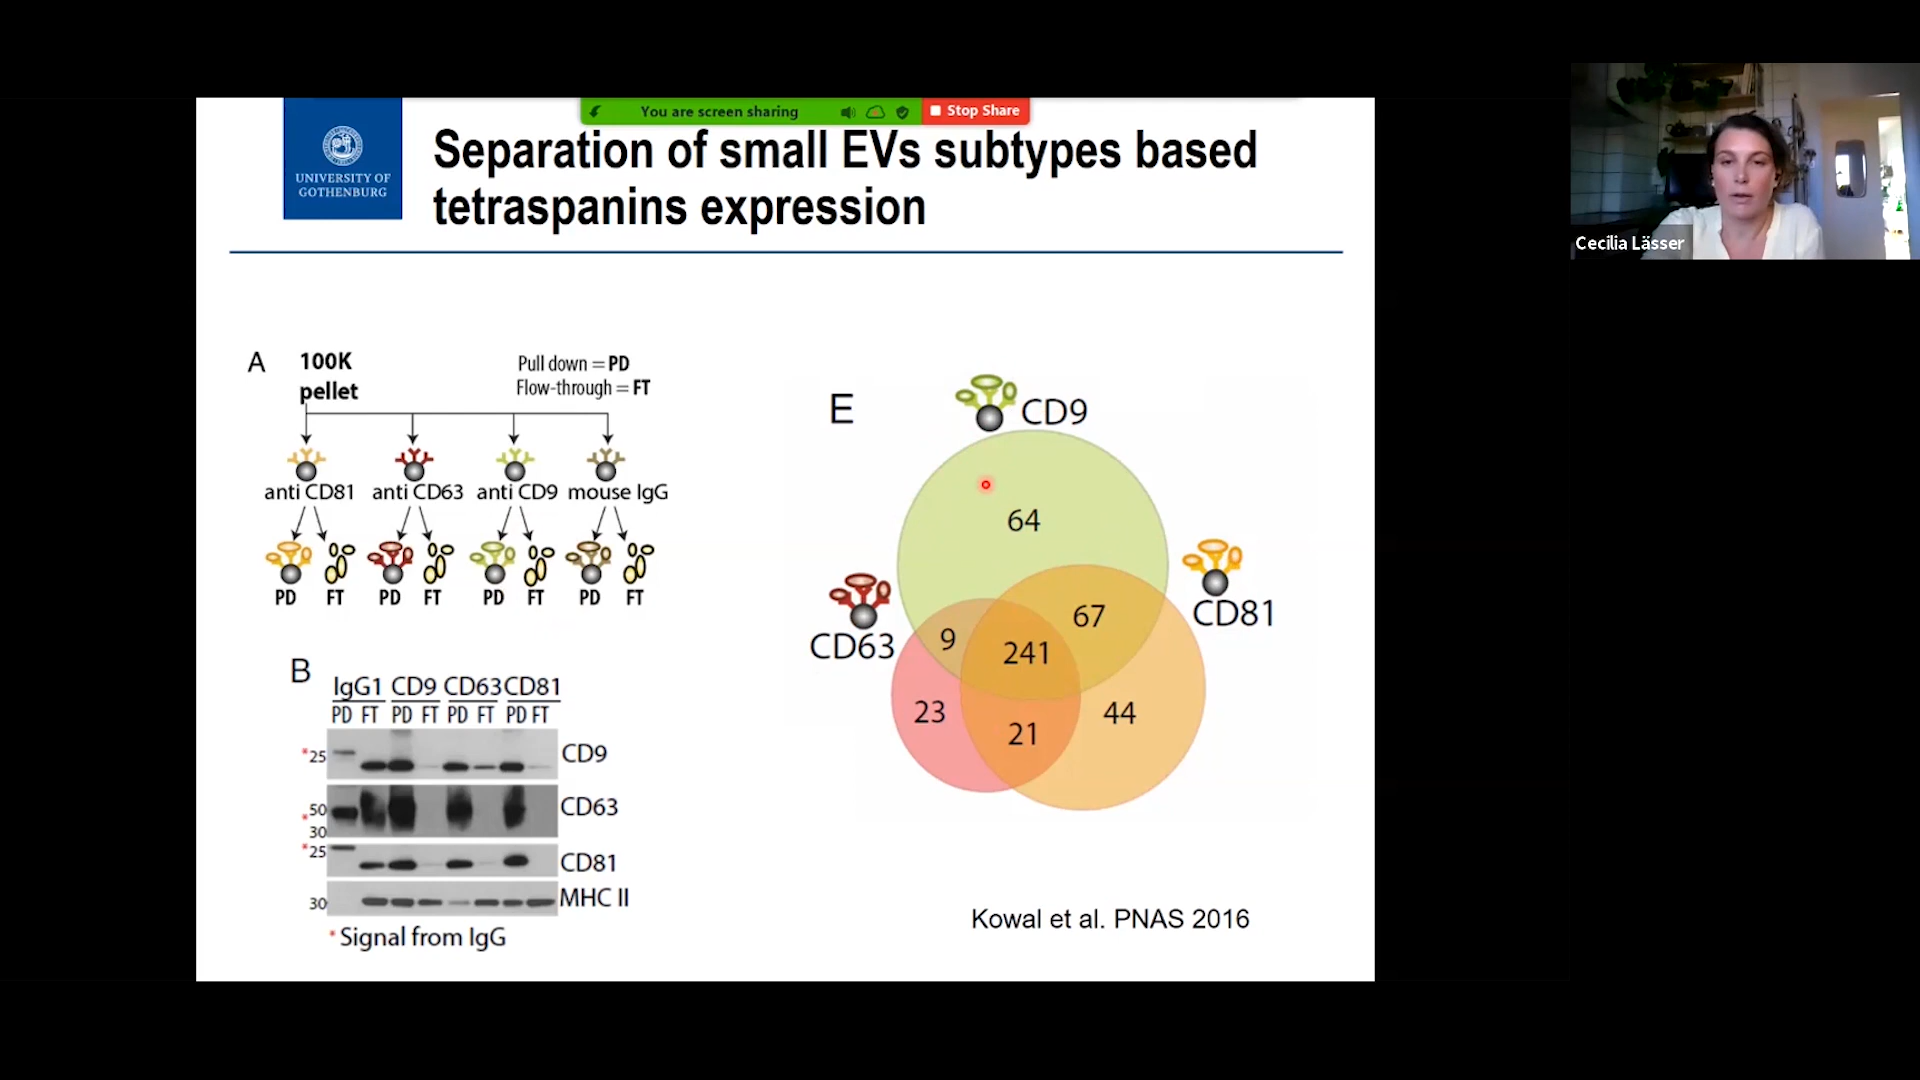 You are screen sharing
Stop Share
UNIVERSITY OF
GOTHENBURG
Separation of small EVs subtypes based
tetraspanins expression
Cecilia Lässer
A
100K
pellet
Pull down = PD
Flow-through = FT
anti CD81 anti CD63 anti CD9 mouse IgG
PD FT PD FT PD FT PD FT
B
IgG1 CD9 CD63 CD81
PD FT PD FT PD FT PD FT
*25 CD9
50 CD63
*
30
*25 CD81
30 MHC II
* Signal from IgG
E
CD9
64
CD81
67
CD63
9
241
23
44
21
Kowal et al. PNAS 2016